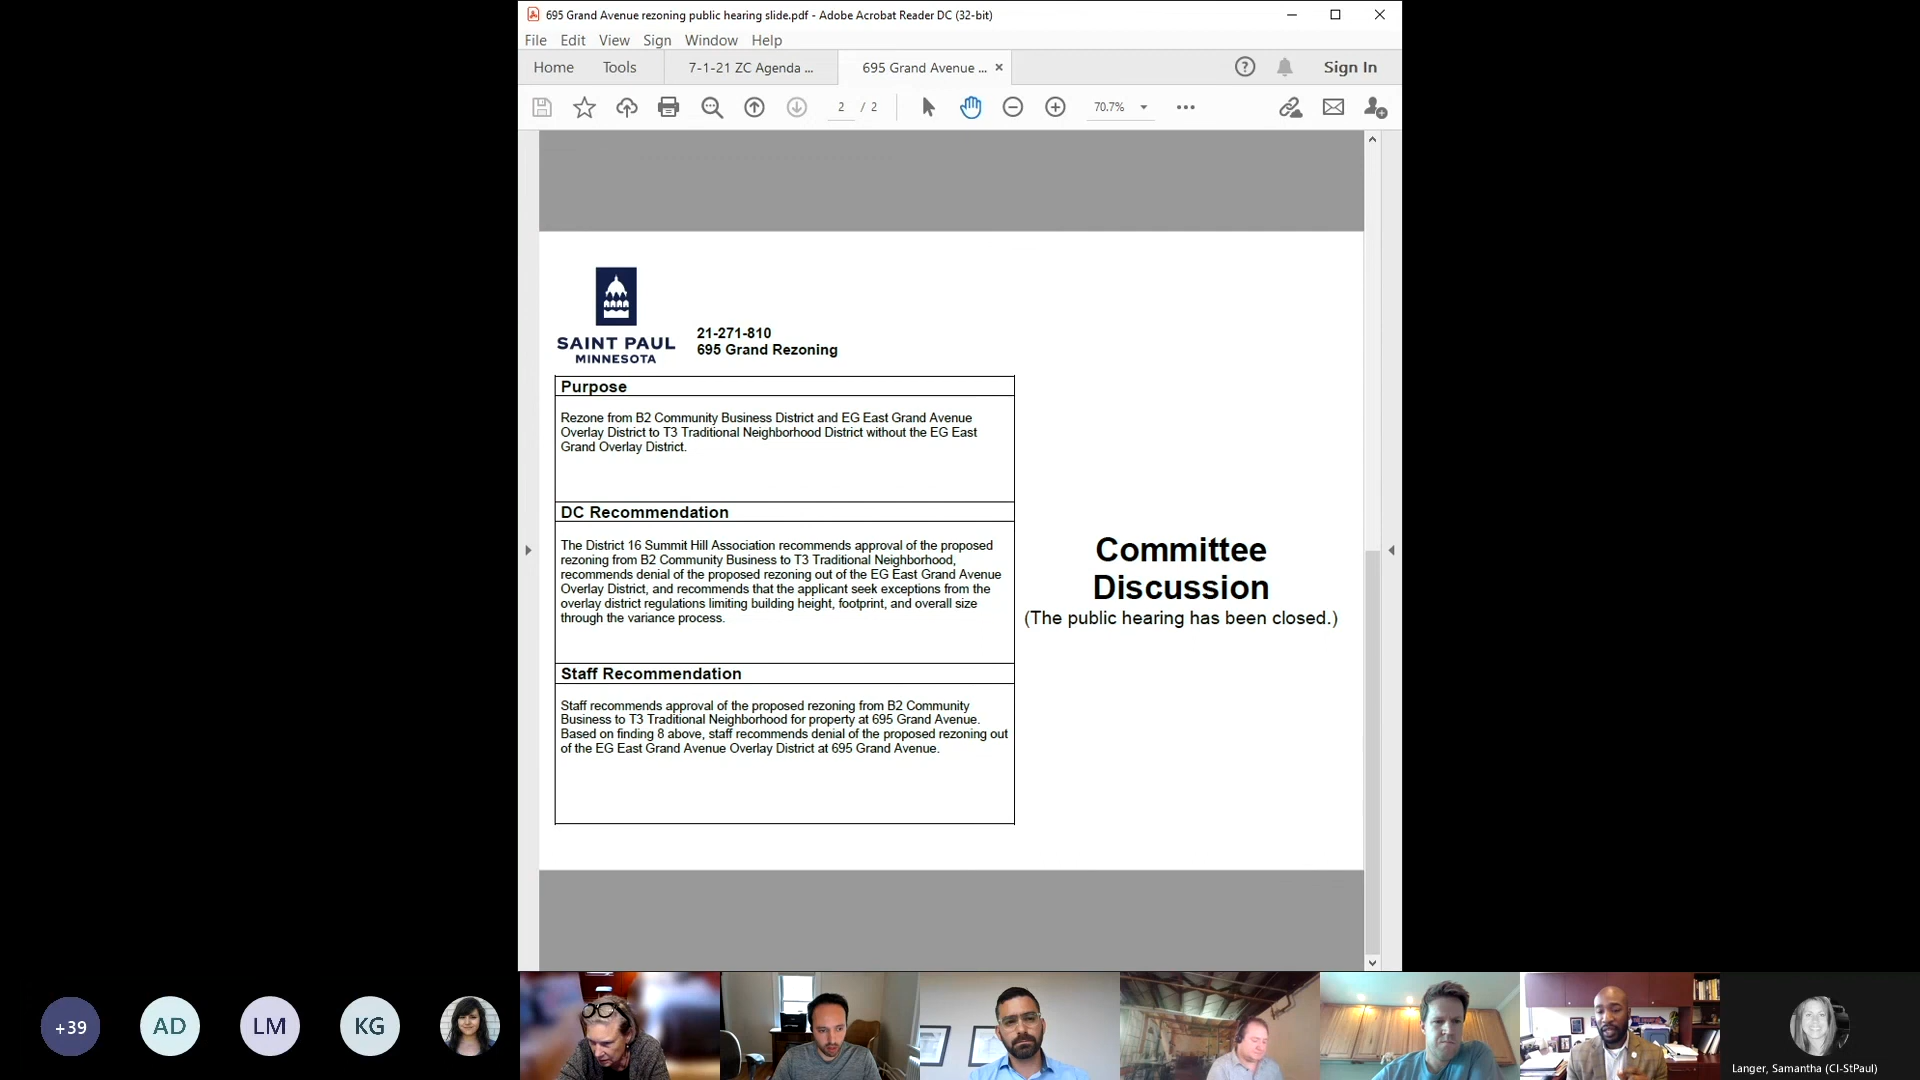 695 Grand Avenue rezoning public hearing slide.pdf - Adobe Acrobat Reader DC (32-bit)
File Edit View Sign Window Help
Home Tools 7-1-21 ZC Agenda ... 695 Grand Avenue ... Sign In
2 / 2 70.7%
SAINT PAUL
MINNESOTA
21-271-810
695 Grand Rezoning
Purpose
Rezone from B2 Community Business District and EG East Grand Avenue
Overlay District to T3 Traditional Neighborhood District without the EG East
Grand Overlay District.
DC Recommendation
The District 16 Summit Hill Association recommends approval of the proposed
rezoning from B2 Community Business to T3 Traditional Neighborhood,
recommends denial of the proposed rezoning out of the EG East Grand Avenue
Overlay District, and recommends that the applicant seek exceptions from the
overlay district regulations limiting building height, footprint, and overall size
through the variance process.
Staff Recommendation
Staff recommends approval of the proposed rezoning from B2 Community
Business to T3 Traditional Neighborhood for property at 695 Grand Avenue.
Based on finding 8 above, staff recommends denial of the proposed rezoning out
of the EG East Grand Avenue Overlay District at 695 Grand Avenue.
Committee
Discussion
(The public hearing has been closed.)
+39 AD LM KG
Langer, Samantha (CI-StPaul)